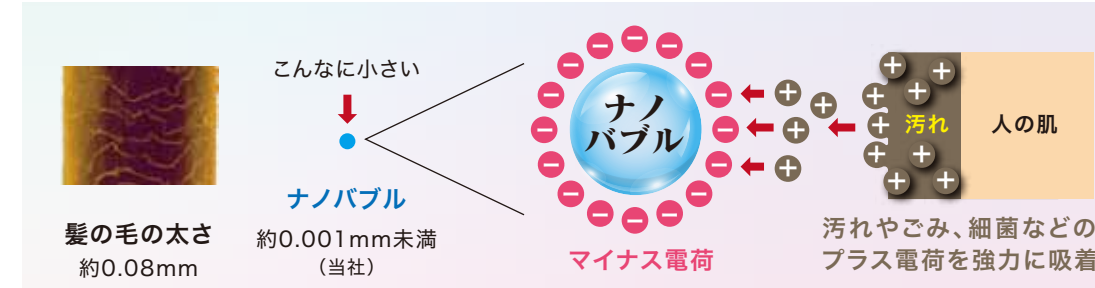 髪の毛の太さ
約0.08mm
こんなに小さい
ナノバブル
約0.001mm未満
（当社）
ナノ
バブル
マイナス電荷
汚れ
人の肌
汚れやごみ、細菌などの
プラス電荷を強力に吸着